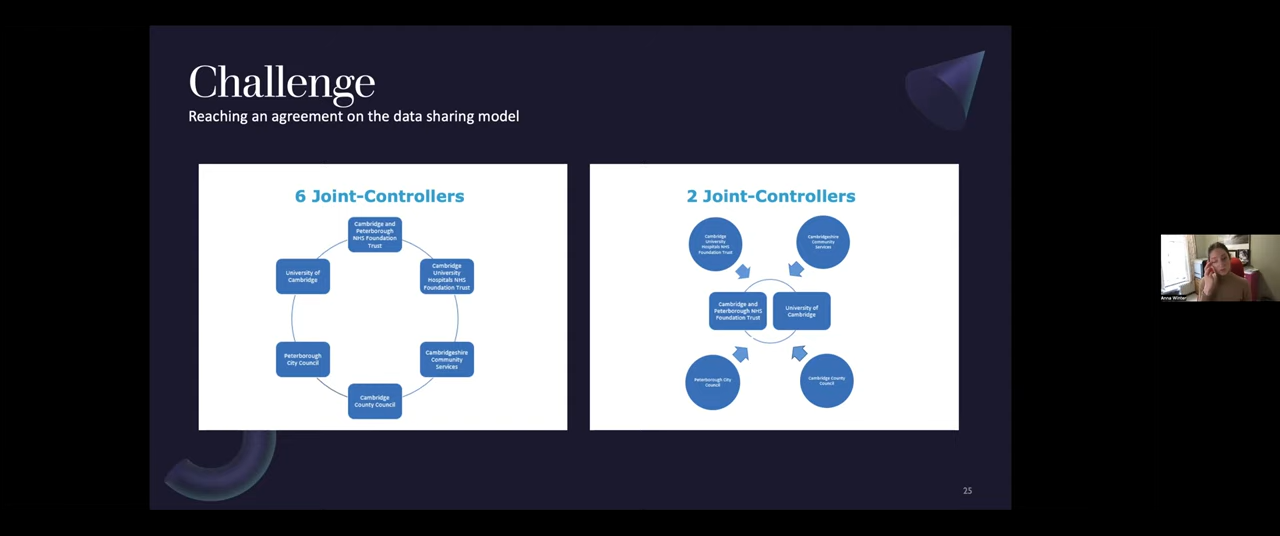 Challenge
Reaching an agreement on the data sharing model
6 Joint-Controllers
Cambridge and
Peterborough
NHS Foundation
Trust
University of
Cambridge
Cambridge
University
Hospitals NHS
Foundation Trust
Peterborough
City Council
Cambridgeshire
Community
Services
Cambridge
County Council
2 Joint-Controllers
Cambridge
University
Hospitals NHS
Foundation Trust
Cambridgeshire
Community
Services
Cambridge and
Peterborough NHS
Foundation Trust
University of
Cambridge
Peterborough City
Council
Cambridge County
Council
25
Anna Winter